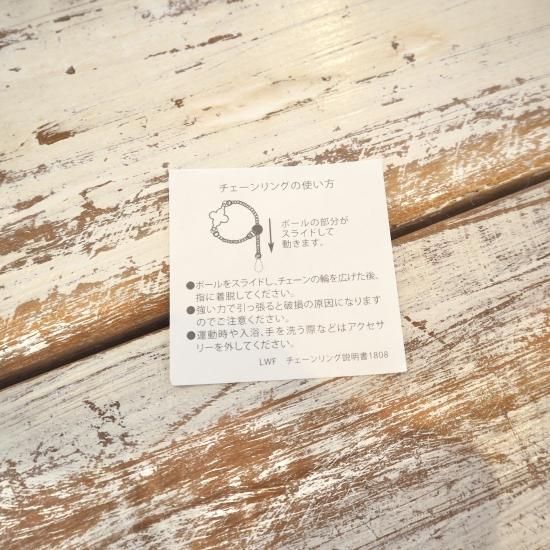 チェーンリングの使い方
ボールの部分が
スライドして
動きます。
●ボールをスライドし、チェーンの輪を広げた後、
指に着脱してください。
●強い力で引っ張ると破損の原因になります
のでご注意ください。
●運動時や入浴、手を洗う際などはアクセサ
リーを外してください。
LWF チェーンリング説明書1808